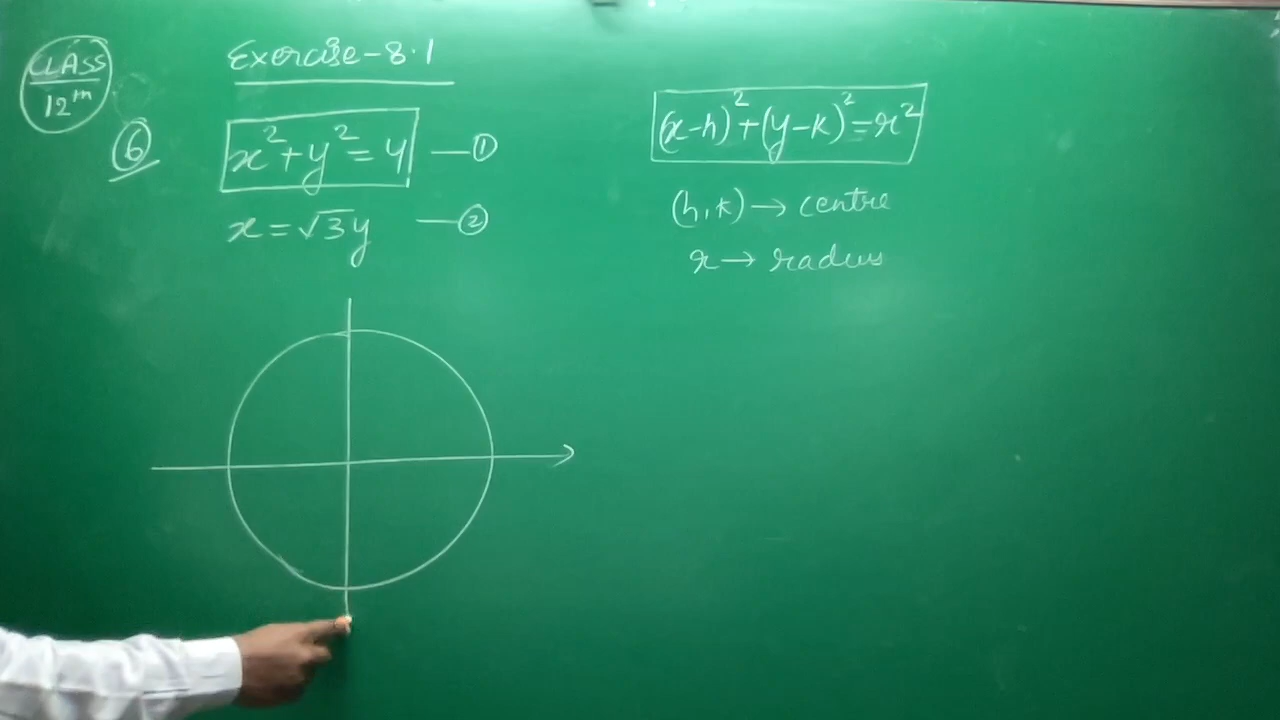 CLASS
12th
Exercise-8.1
6
x²+y²=4 —①
x=√3y —②
(x-h)²+(y-k)²=r²
(h,k)→centre
r→radius